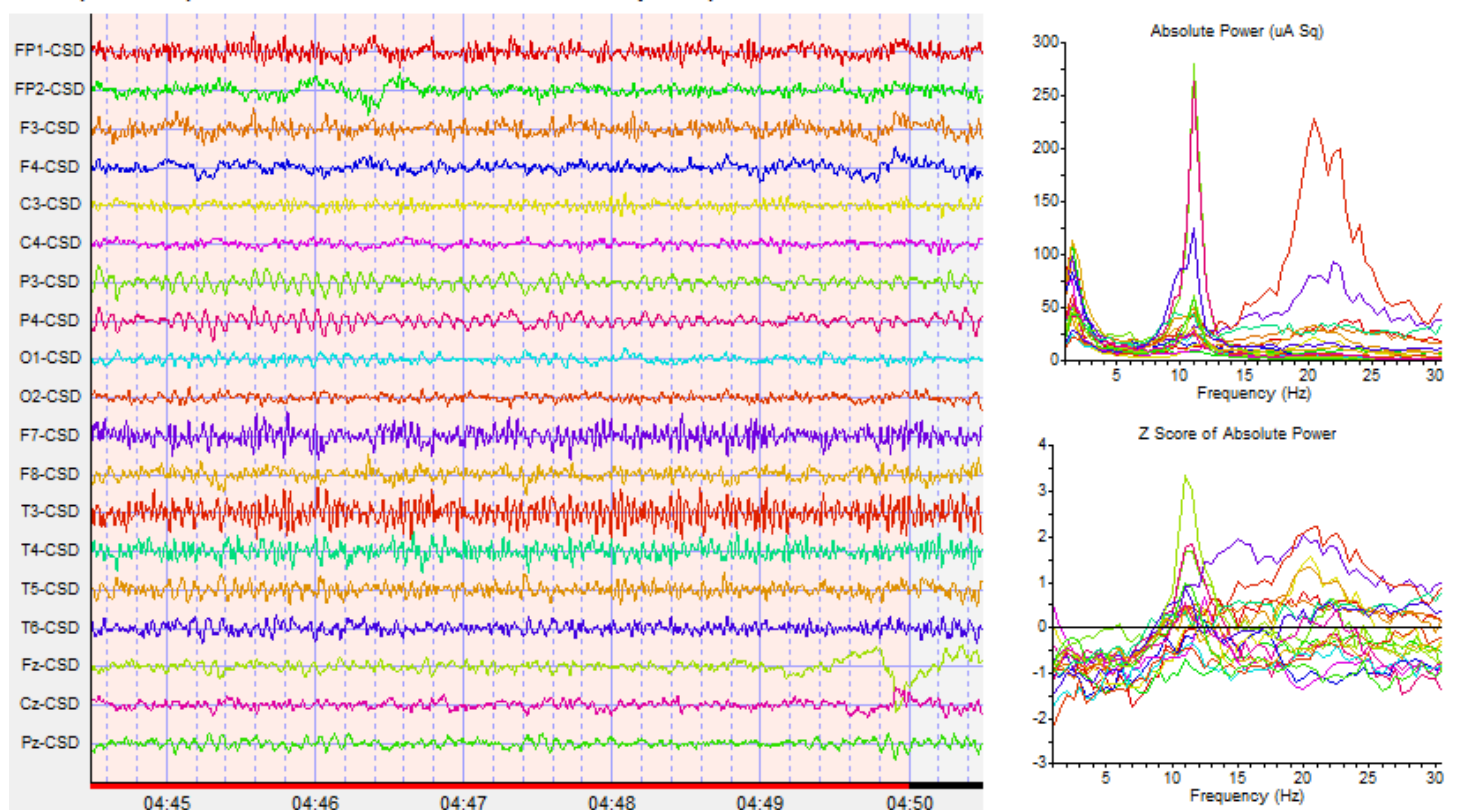 FP1-CSD
FP2-CSD
F3-CSD
F4-CSD
C3-CSD
C4-CSD
P3-CSD
P4-CSD
O1-CSD
O2-CSD
F7-CSD
F8-CSD
T3-CSD
T4-CSD
T5-CSD
T6-CSD
Fz-CSD
Cz-CSD
Pz-CSD
04:45 04:46 04:47 04:48 04:49 04:50
Absolute Power (uA Sq)
300
250
200
150
100
50
0
5 10 15 20 25 30
Frequency (Hz)
Z Score of Absolute Power
4
3
2
1
0
-1
-2
-3
5 10 15 20 25 30
Frequency (Hz)